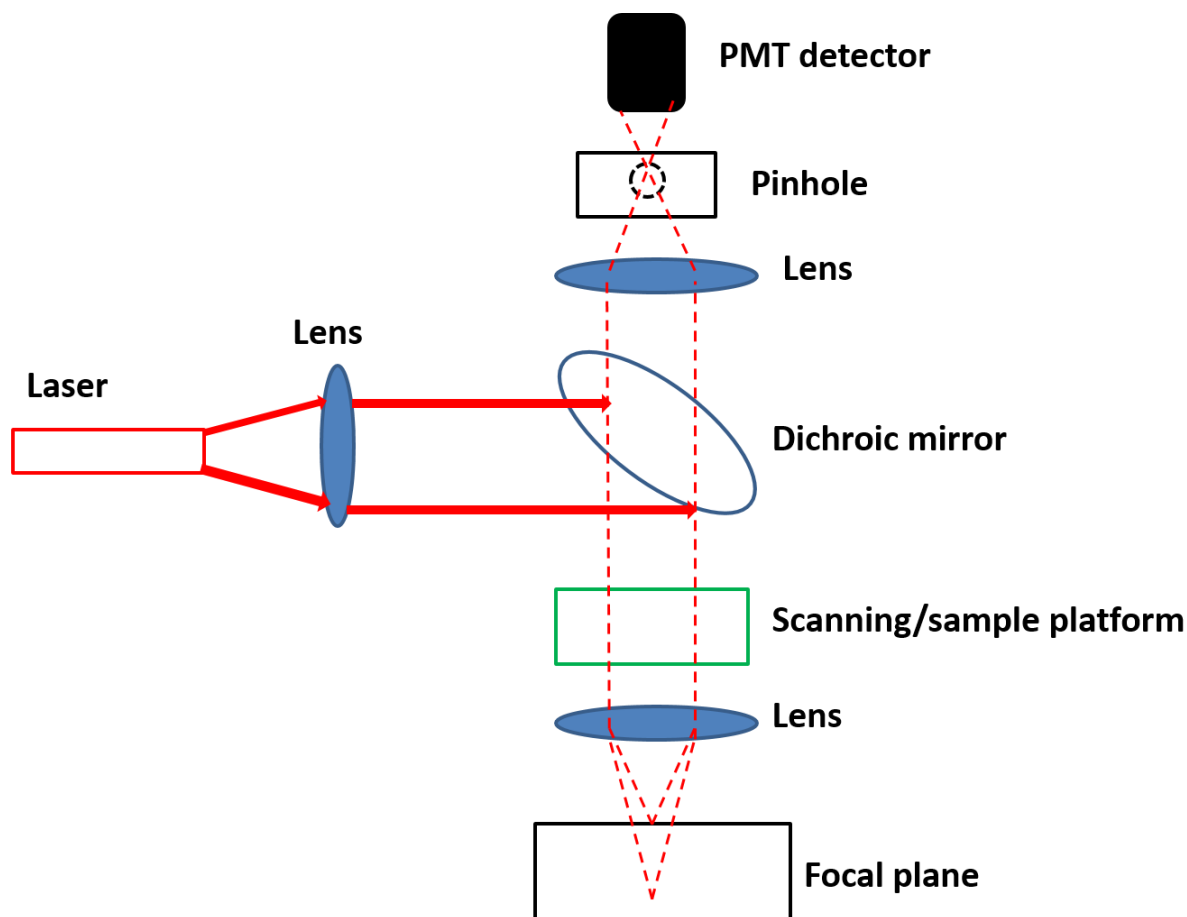 PMT detector
Pinhole
Lens
Lens
Laser
Dichroic mirror
Scanning/sample platform
Lens
Focal plane